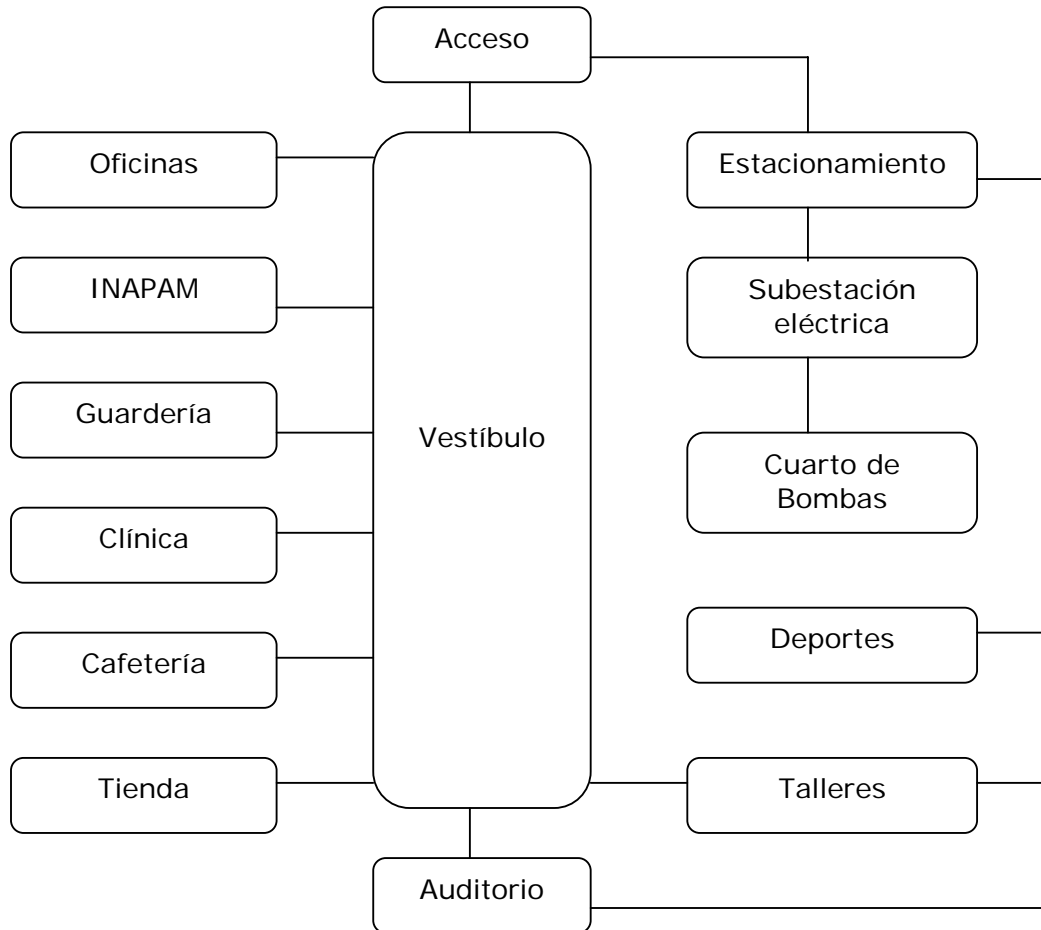 Acceso
Oficinas
Estacionamiento
INAPAM
Subestación
eléctrica
Guardería
Vestíbulo
Cuarto de
Bombas
Clínica
Cafetería
Deportes
Tienda
Talleres
Auditorio